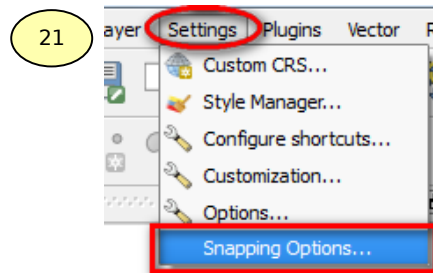 21
ayer Settings Plugins Vector
Custom CRS...
Style Manager...
Configure shortcuts...
Customization...
Options...
Snapping Options...